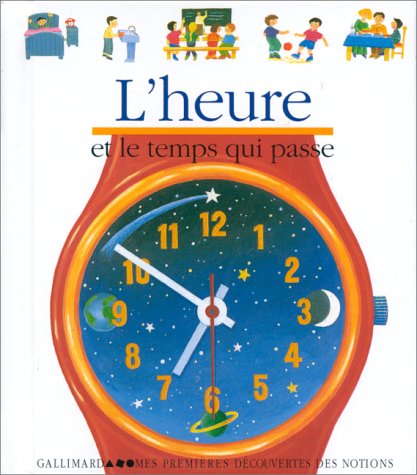 L'heure
et le temps qui passe
12
11 1
10 2
9 3
8 4
7 5
6
GALLIMARD MES PREMIÈRES DÉCOUVERTES DES NOTIONS